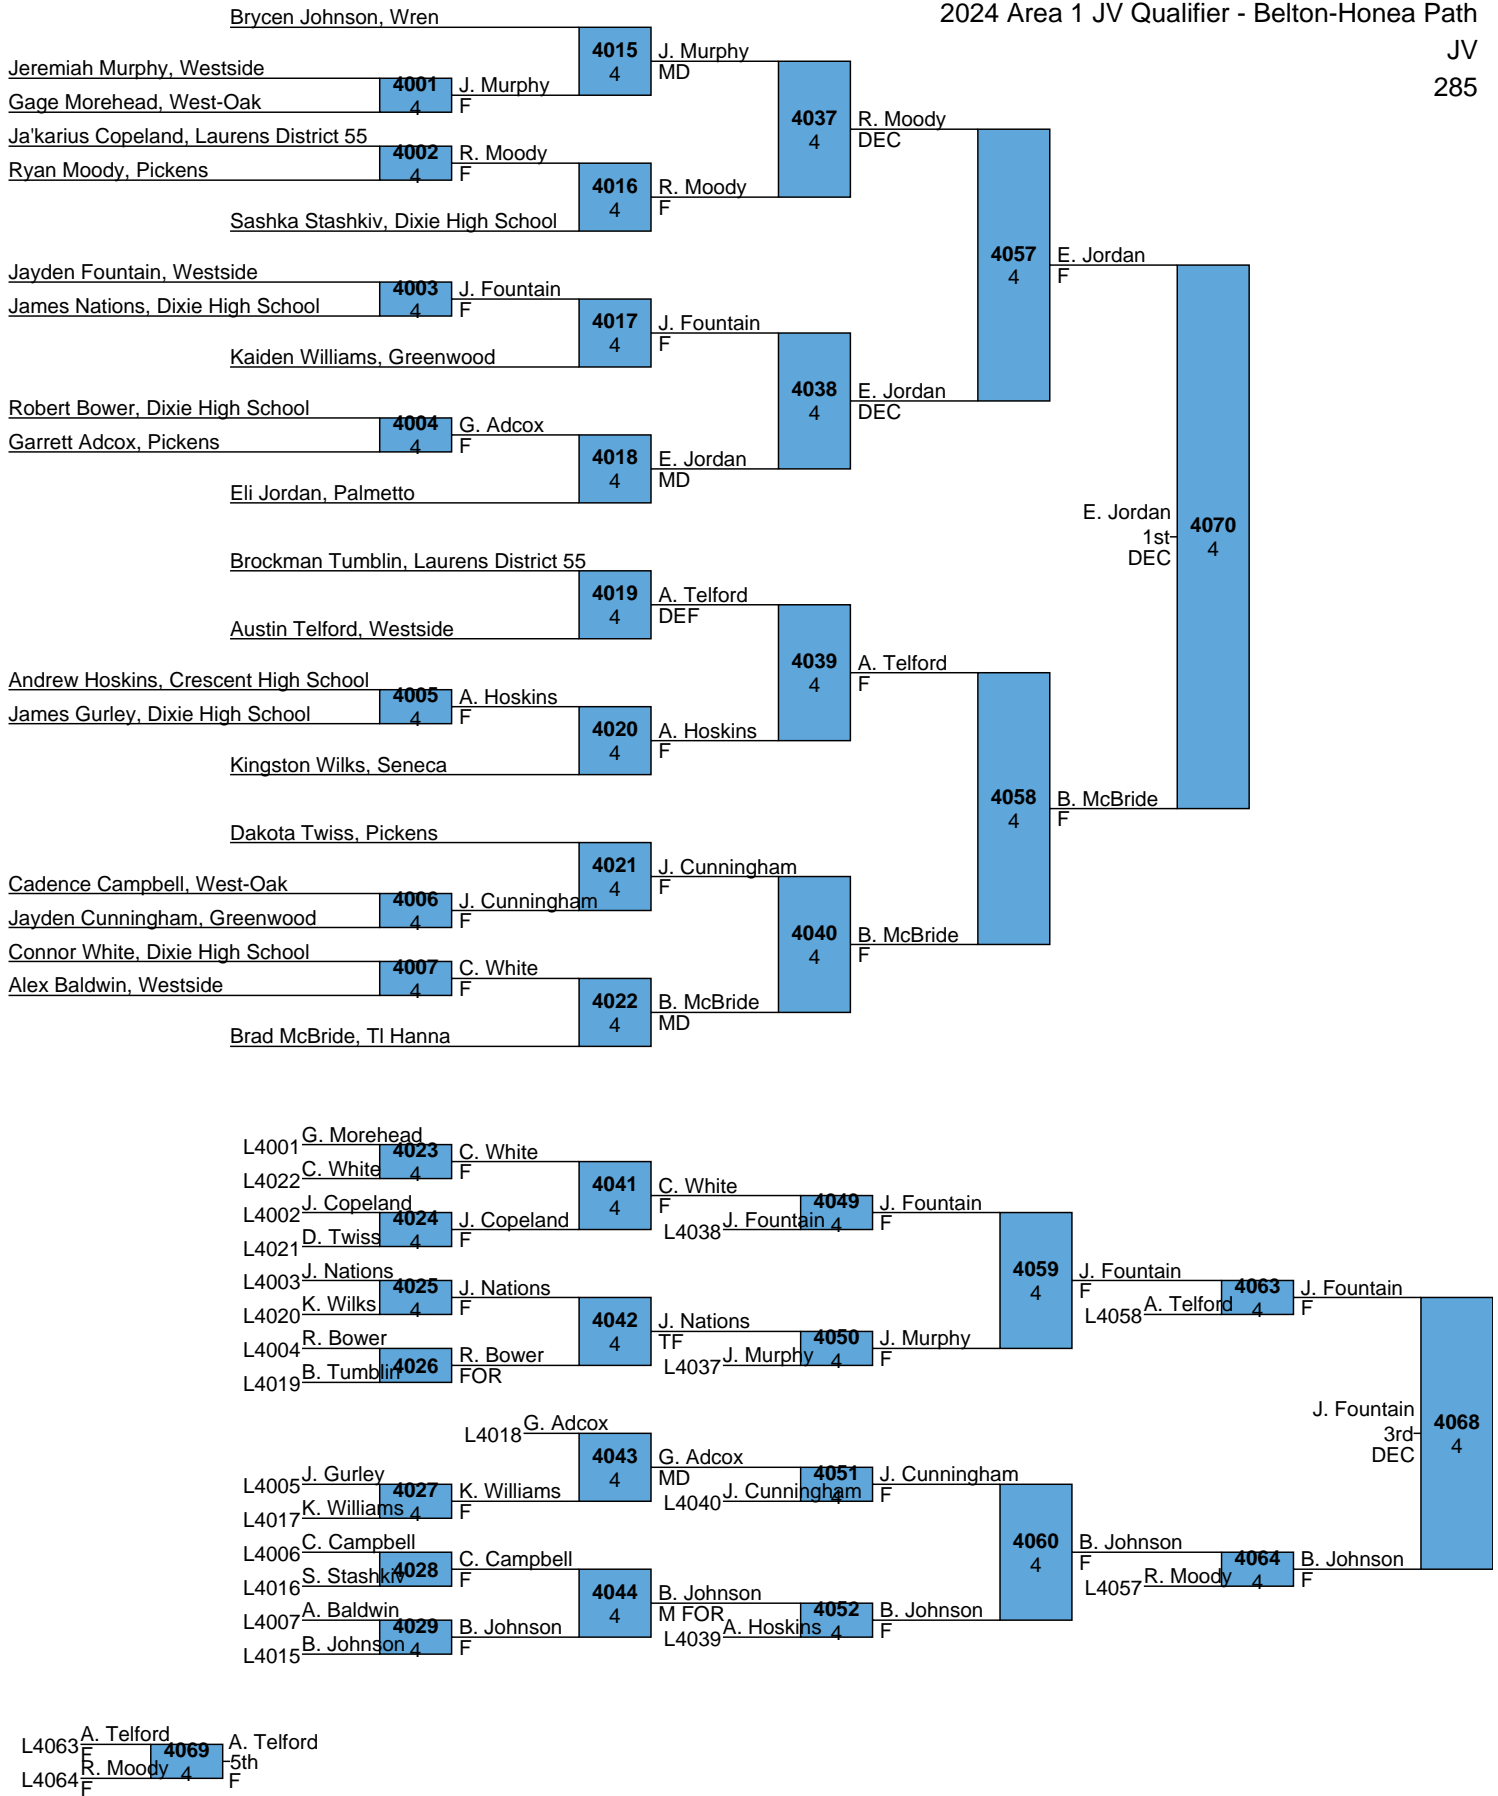 2024 Area 1 JV Qualifier - Belton-Honea Path
JV
285
Brycen Johnson, Wren
4015
4
J. Murphy
MD
Jeremiah Murphy, Westside
4001
4
J. Murphy
F
Gage Morehead, West-Oak
4037
4
R. Moody
DEC
Ja'karius Copeland, Laurens District 55
4002
4
R. Moody
F
Ryan Moody, Pickens
4016
4
R. Moody
F
Sashka Stashkiv, Dixie High School
4057
4
E. Jordan
F
Jayden Fountain, Westside
4003
4
J. Fountain
F
James Nations, Dixie High School
4017
4
J. Fountain
F
Kaiden Williams, Greenwood
4038
4
E. Jordan
DEC
Robert Bower, Dixie High School
4004
4
G. Adcox
F
Garrett Adcox, Pickens
4018
4
E. Jordan
MD
Eli Jordan, Palmetto
E. Jordan
1st
DEC
4070
4
Brockman Tumblin, Laurens District 55
4019
4
A. Telford
DEF
Austin Telford, Westside
4039
4
A. Telford
F
Andrew Hoskins, Crescent High School
4005
4
A. Hoskins
F
James Gurley, Dixie High School
4020
4
A. Hoskins
F
Kingston Wilks, Seneca
4058
4
B. McBride
F
Dakota Twiss, Pickens
4021
4
J. Cunningham
F
Cadence Campbell, West-Oak
4006
4
J. Cunningham
F
Jayden Cunningham, Greenwood
4040
4
B. McBride
F
Connor White, Dixie High School
4007
4
C. White
F
Alex Baldwin, Westside
4022
4
B. McBride
MD
Brad McBride, Tl Hanna
L4001
G. Morehead
4023
4
C. White
F
L4022
C. White
4041
4
C. White
F
L4002
J. Copeland
4024
4
J. Copeland
F
L4021
D. Twiss
L4038
J. Fountain
4049
4
J. Fountain
F
L4003
J. Nations
4025
4
J. Nations
F
L4020
K. Wilks
4059
4
J. Fountain
F
4042
4
J. Nations
TF
L4004
R. Bower
4026
R. Bower
FOR
L4019
B. Tumblin
L4037
J. Murphy
4050
4
J. Murphy
F
L4058
A. Telford
4063
4
J. Fountain
F
L4018
G. Adcox
4043
4
G. Adcox
MD
J. Fountain
3rd
DEC
4068
4
L4005
J. Gurley
4027
4
K. Williams
F
L4017
K. Williams
L4040
J. Cunningham
4051
4
J. Cunningham
F
L4006
C. Campbell
4028
C. Campbell
F
L4016
S. Stashkiv
4060
4
B. Johnson
F
4044
4
B. Johnson
M FOR
L4007
A. Baldwin
4029
4
B. Johnson
F
L4015
B. Johnson
L4039
A. Hoskins
4052
4
B. Johnson
F
L4057
R. Moody
4064
4
B. Johnson
F
L4063
A. Telford
F
4069
4
A. Telford
5th
F
L4064
R. Moody
F